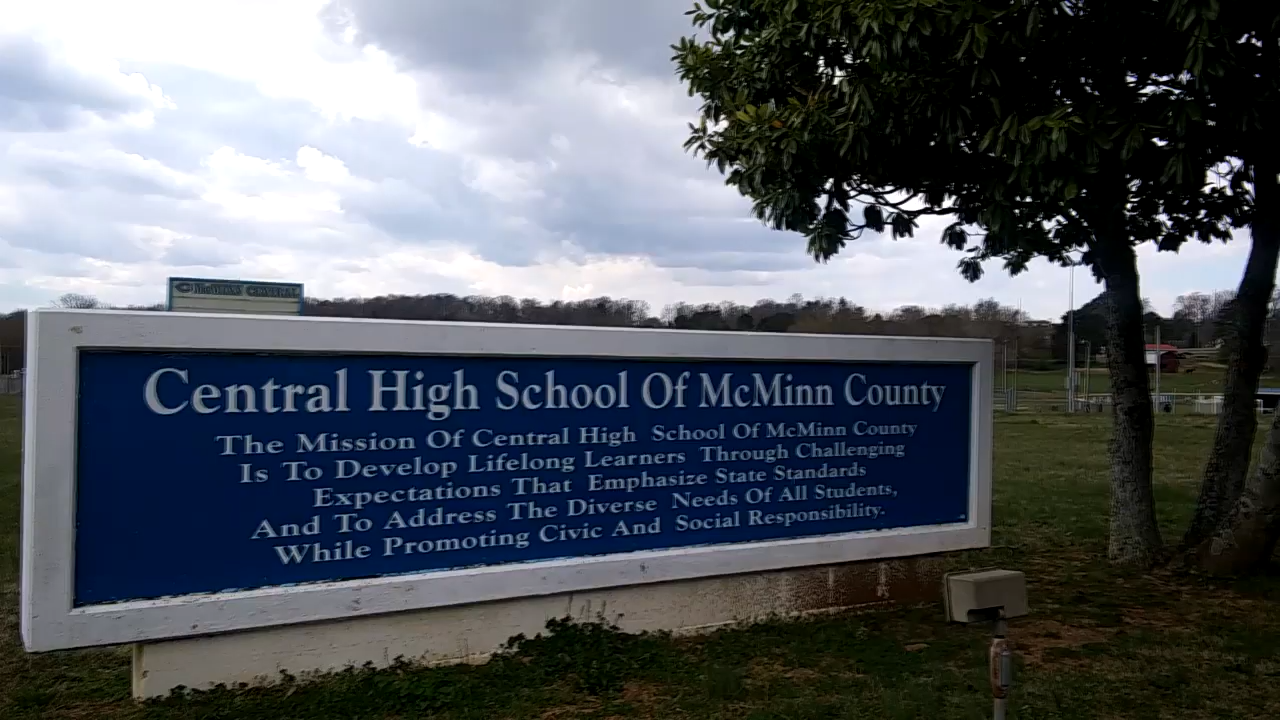 McMINN CENTRAL
Central High School Of McMinn County
The Mission Of Central High School Of McMinn County
Is To Develop Lifelong Learners Through Challenging
Expectations That Emphasize State Standards
And To Address The Diverse Needs Of All Students,
While Promoting Civic And Social Responsibility.